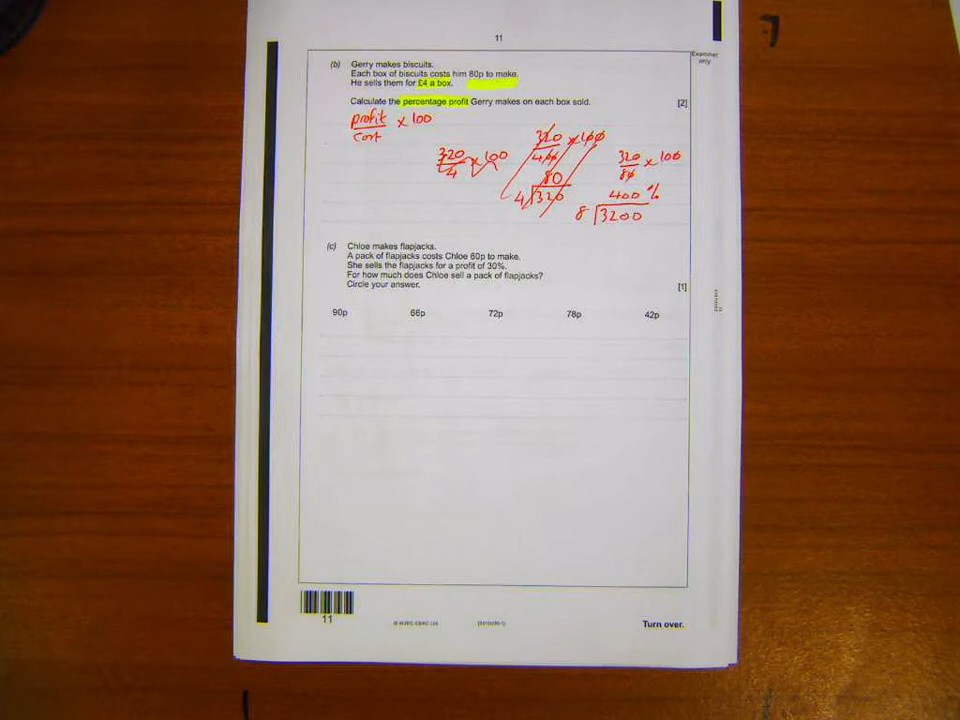 11
Examiner
only
(b) Gerry makes biscuits.
Each box of biscuits costs him 80p to make.
He sells them for £4 a box.
Calculate the percentage profit Gerry makes on each box sold.
[2]
profit/cost × 100
320/4 × 100
320/400 × 100
80
4 320
320/80 × 100
400 %
8 3200
(c) Chloe makes flapjacks.
A pack of flapjacks costs Chloe 60p to make.
She sells the flapjacks for a profit of 30%.
For how much does Chloe sell a pack of flapjacks?
Circle your answer.
[1]
90p 66p 72p 78p 42p
11
Turn over.